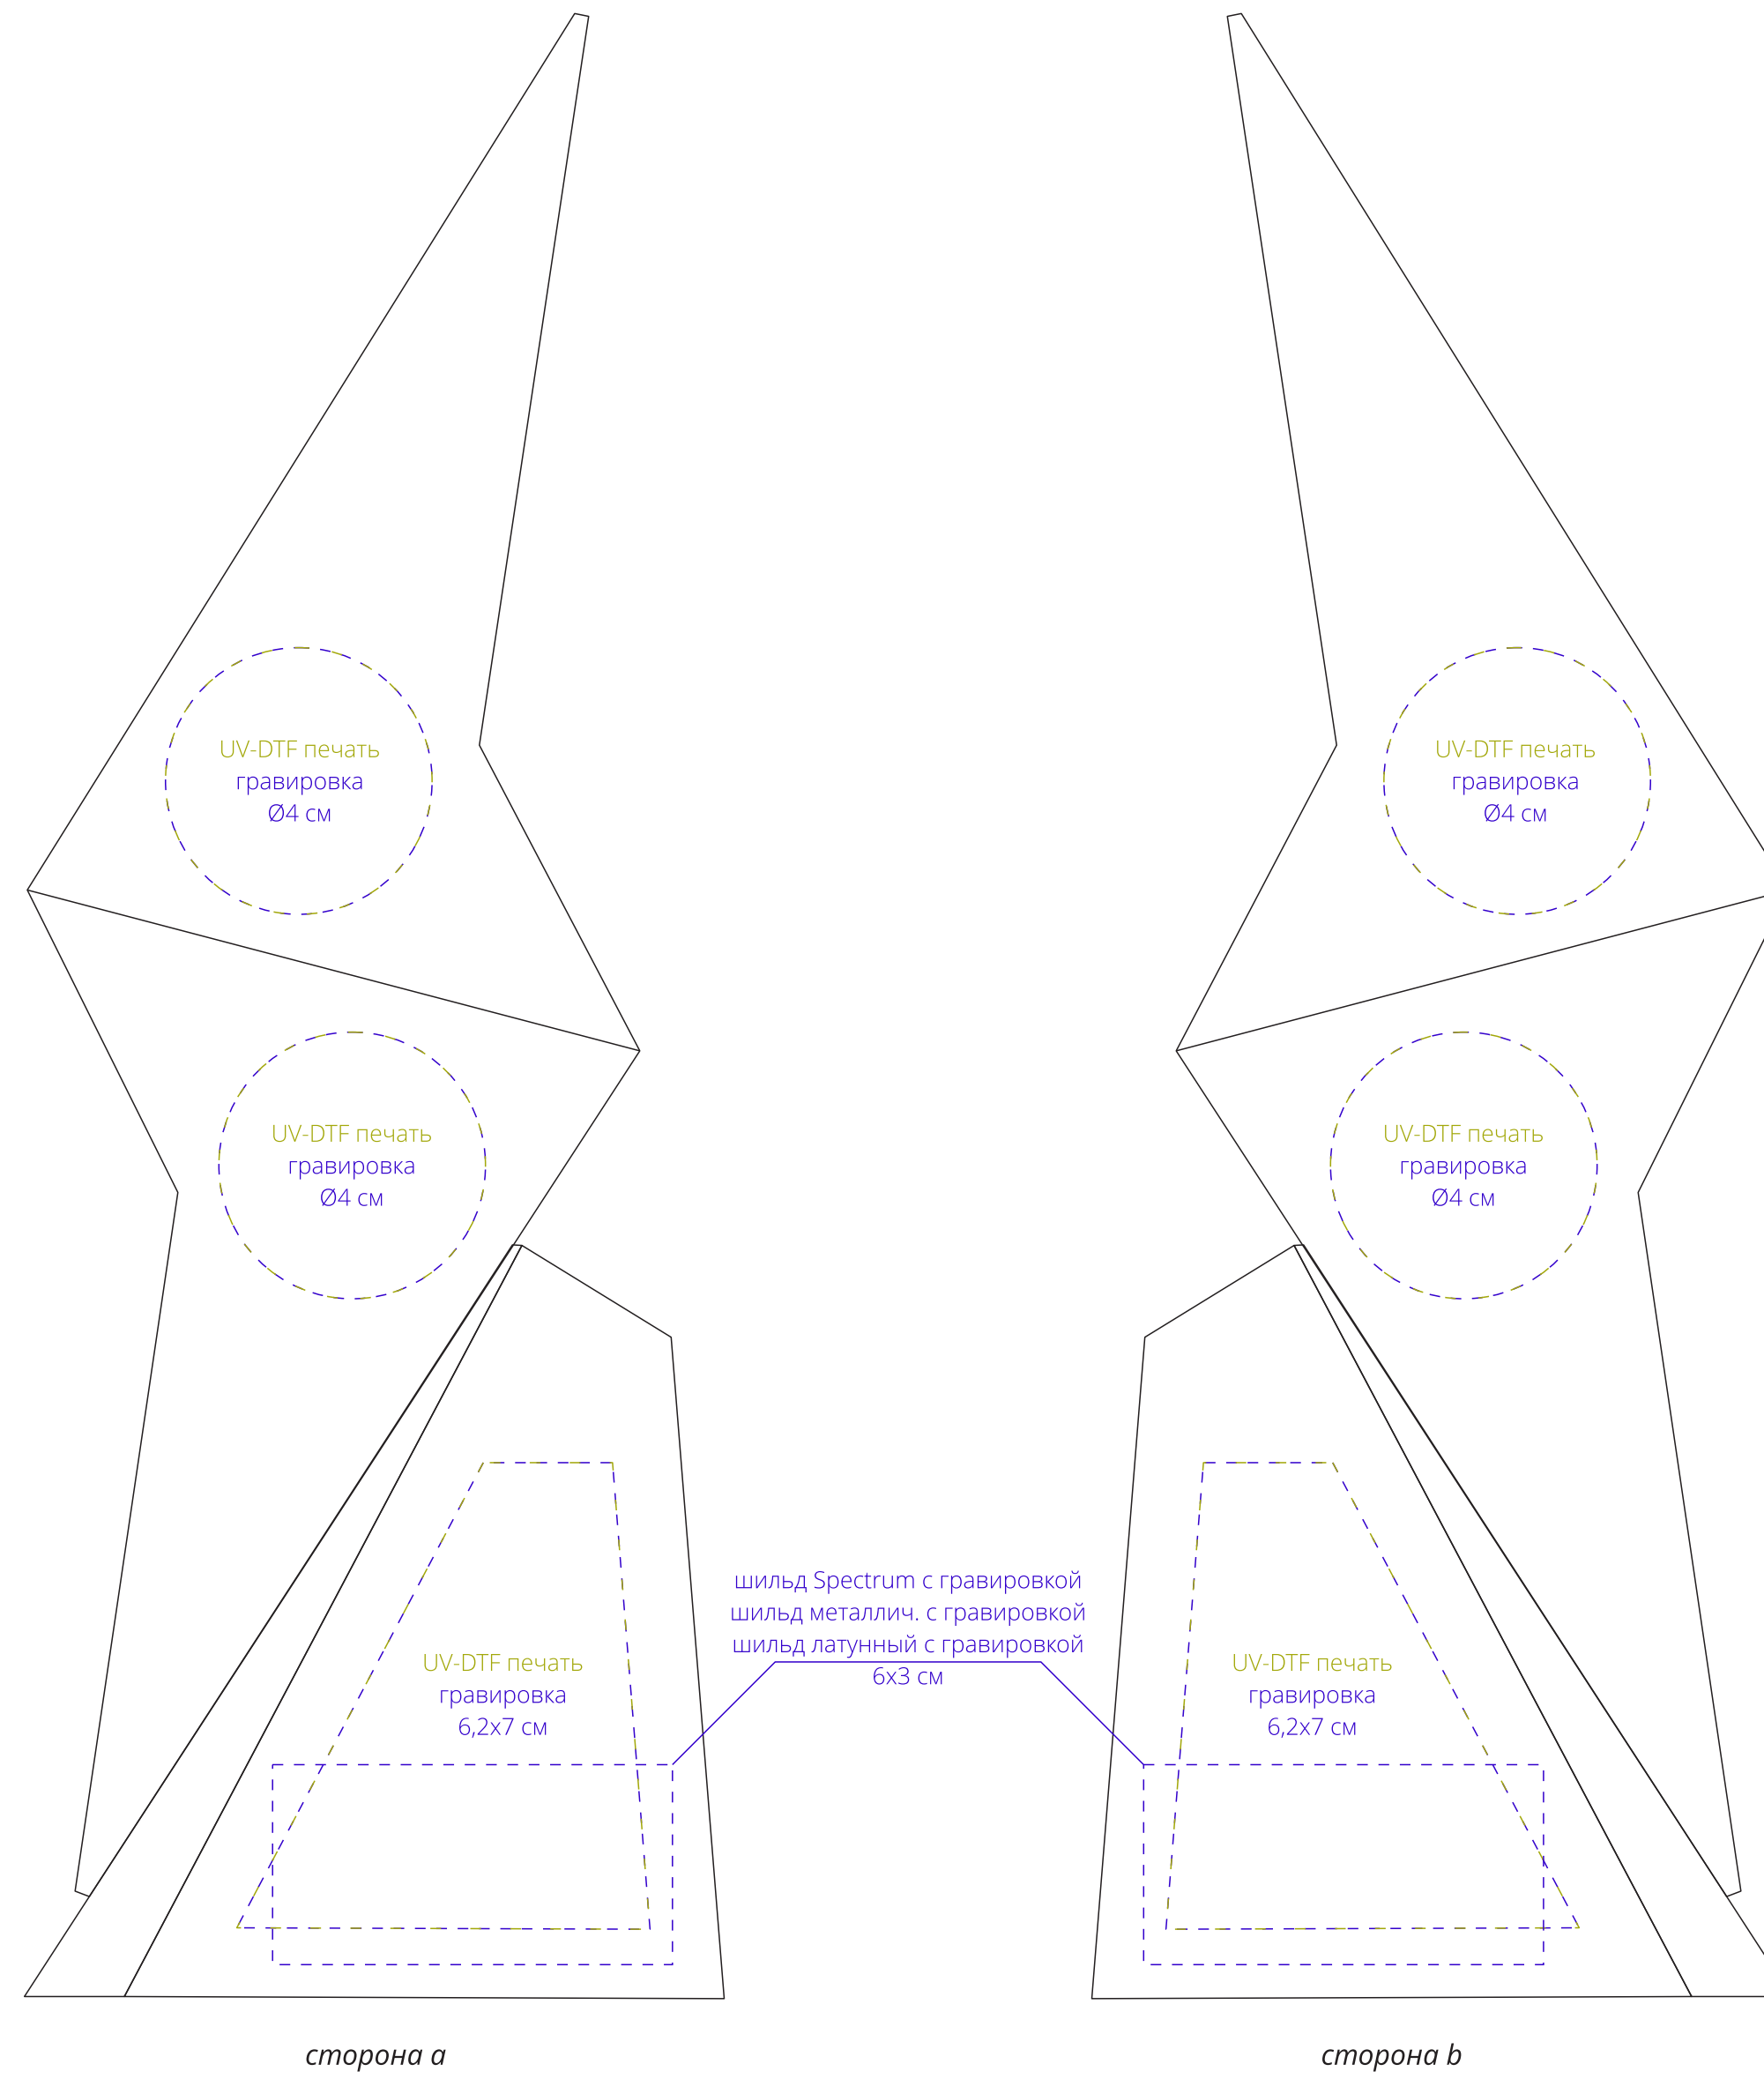 UV-DTF печать
гравировка
Ø4 см
UV-DTF печать
гравировка
Ø4 см
UV-DTF печать
гравировка
Ø4 см
UV-DTF печать
гравировка
Ø4 см
шильд Spectrum с гравировкой
шильд металлич. с гравировкой
шильд латунный с гравировкой
6х3 см
UV-DTF печать
гравировка
6,2х7 см
UV-DTF печать
гравировка
6,2х7 см
сторона a
сторона b